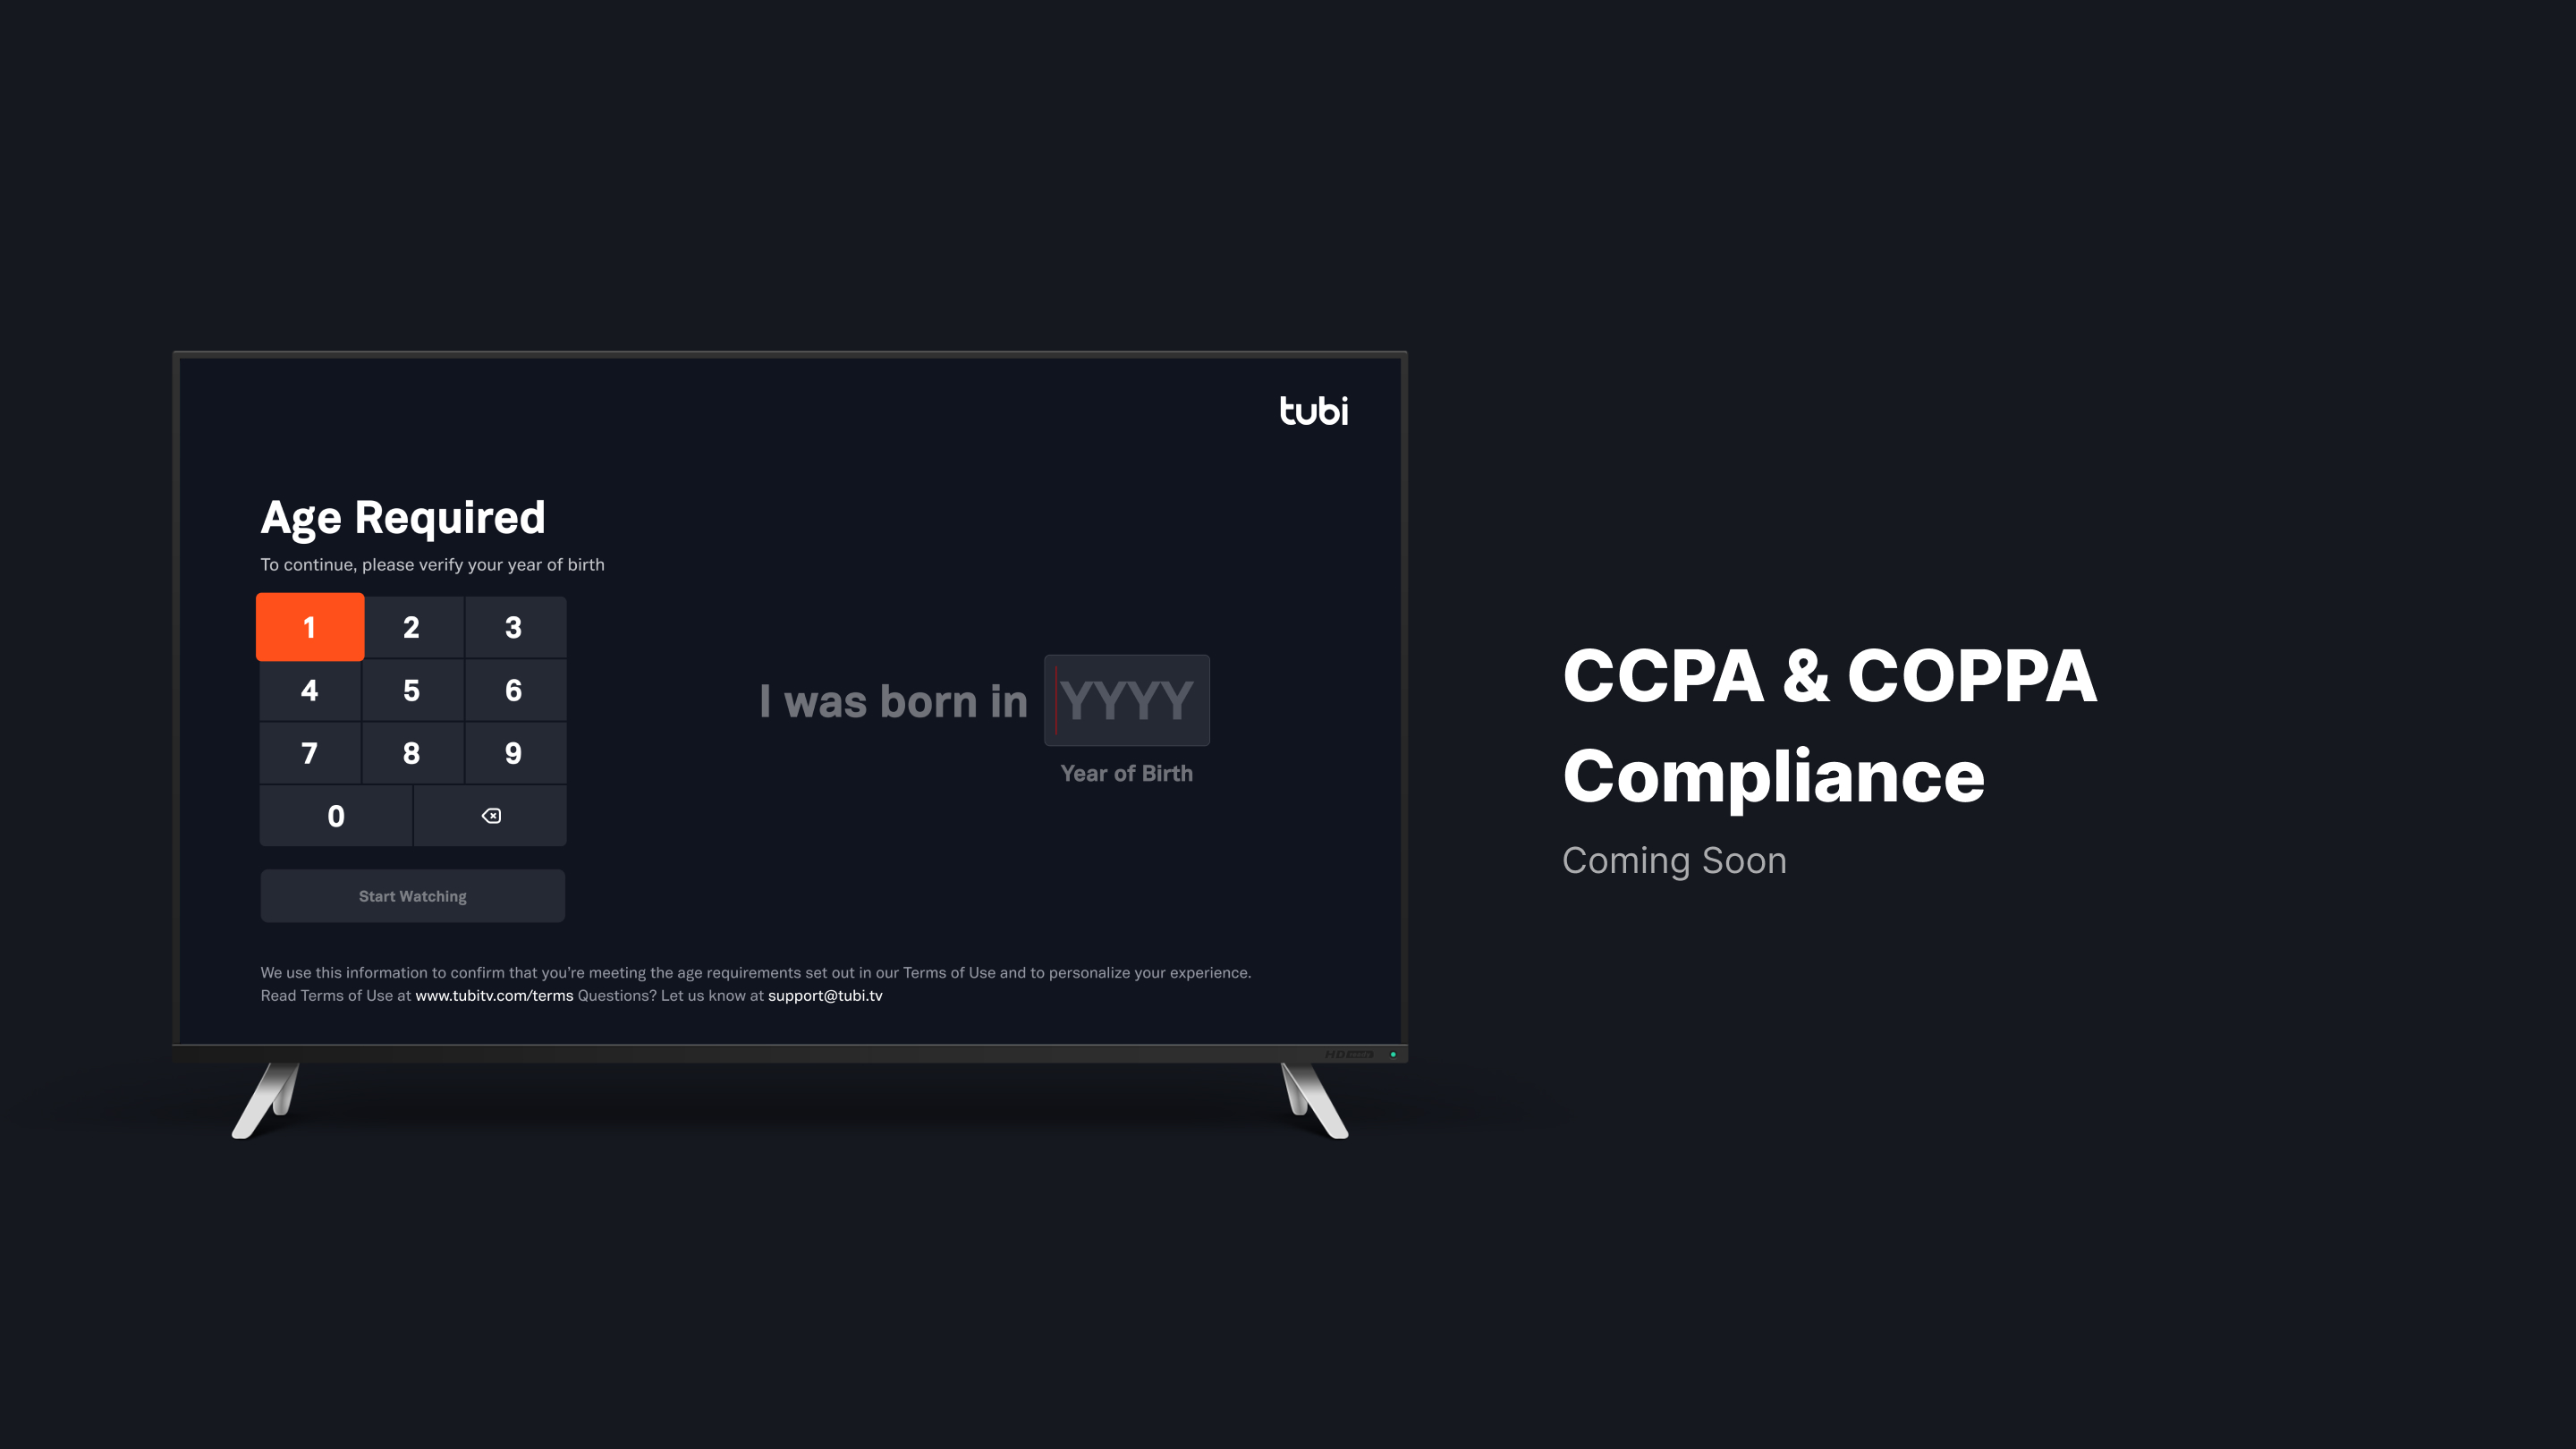 tubi
Age Required
To continue, please verify your year of birth
1 2 3
4 5 6
7 8 9
0
I was born in YYYY
Year of Birth
Start Watching
We use this information to confirm that you're meeting the age requirements set out in our Terms of Use and to personalize your experience.
Read Terms of Use at www.tubitv.com/terms Questions? Let us know at support@tubi.tv
HD
CCPA & COPPA
Compliance
Coming Soon